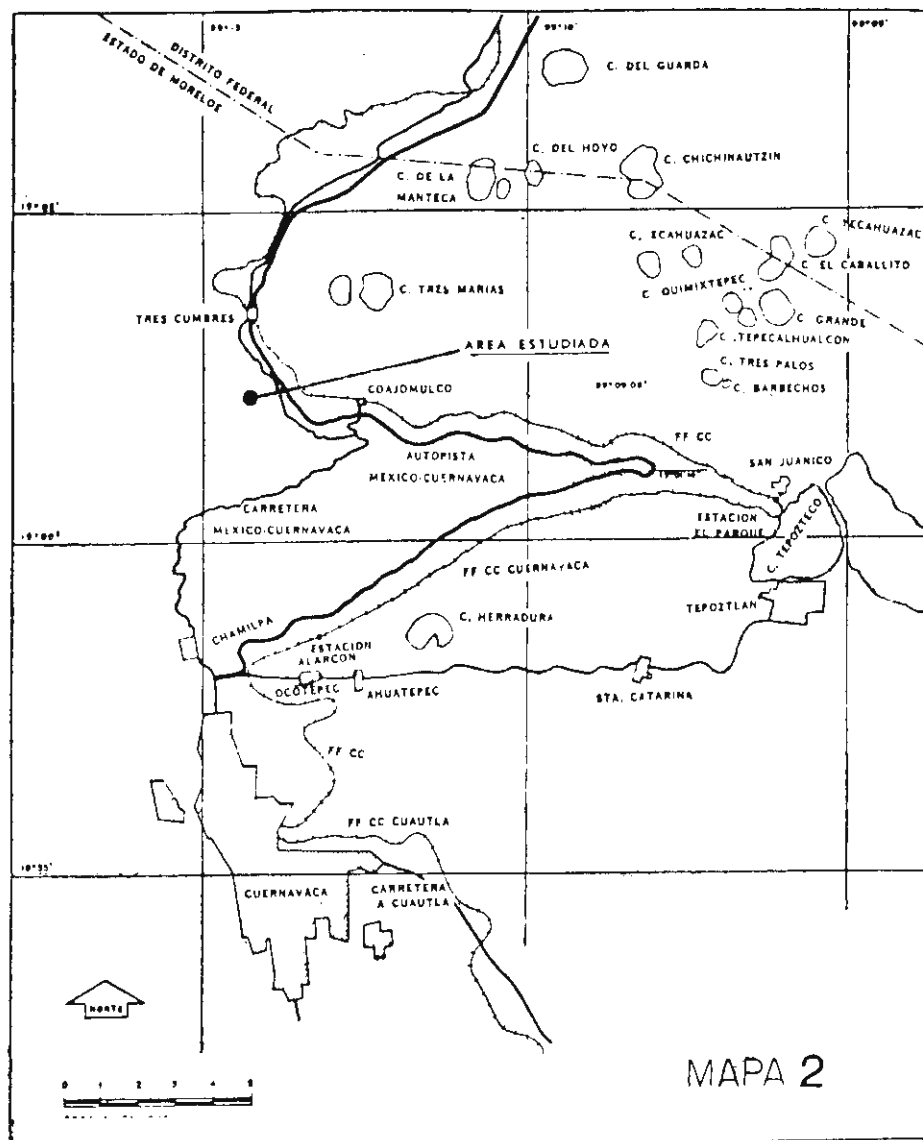 99°10'
DISTRITO FEDERAL
ESTADO DE MORELOE
C. DEL GUARDA
C. DEL HOYO
C. CHICHINAUTZIN
C. DE LA
MANTECA
C. ECAHUAZAC
C. TECAHUAZAC
C. EL CABALLITO
C. QUIMIXTEPEC
C. TRES MARIAS
TRES CUMBRES
C. GRANDE
C. TEPECALHUALCON
AREA ESTUDIADA
C. TRES PALOS
C. BARBECHOS
COAJOMULCO
FF CC
AUTOPISTA
MEXICO-CUERNAVACA
SAN JUANICO
CARRETERA
MEXICO-CUERNAVACA
ESTACION
EL PARQUE
C. TEPOZTECO
FF CC CUERNAVACA
TEPOZTLAN
CHAMILPA
C. HERRADURA
ESTACION
ALARCON
OCOTEPEC
AHUATEPEC
STA. CATARINA
FF CC
FF CC CUAUTLA
CUERNAVACA
CARRETERA
A CUAUTLA
NORTE
0 1 2 3 4 5
MAPA 2